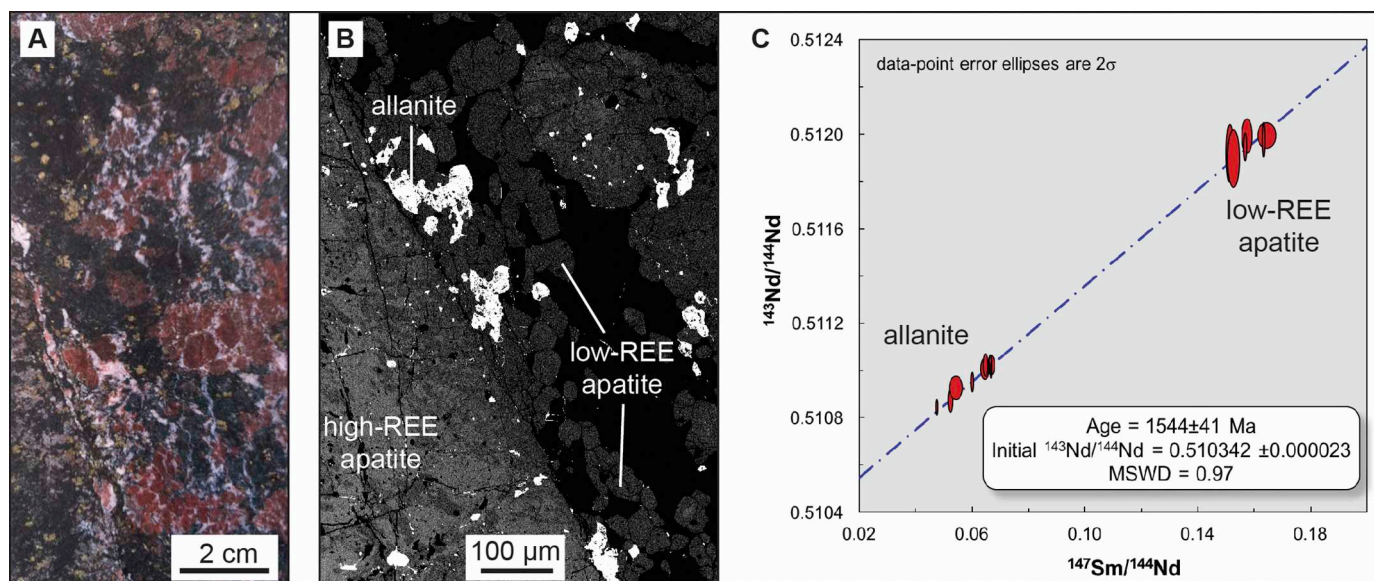 A
2 cm
B
allanite
low-REE
apatite
high-REE
apatite
100 µm
C
data-point error ellipses are 2σ
0.5124
0.5120
0.5116
0.5112
0.5108
0.5104
¹⁴³Nd/¹⁴⁴Nd
low-REE
apatite
allanite
Age = 1544±41 Ma
Initial ¹⁴³Nd/¹⁴⁴Nd = 0.510342 ±0.000023
MSWD = 0.97
0.02 0.06 0.10 0.14 0.18
¹⁴⁷Sm/¹⁴⁴Nd